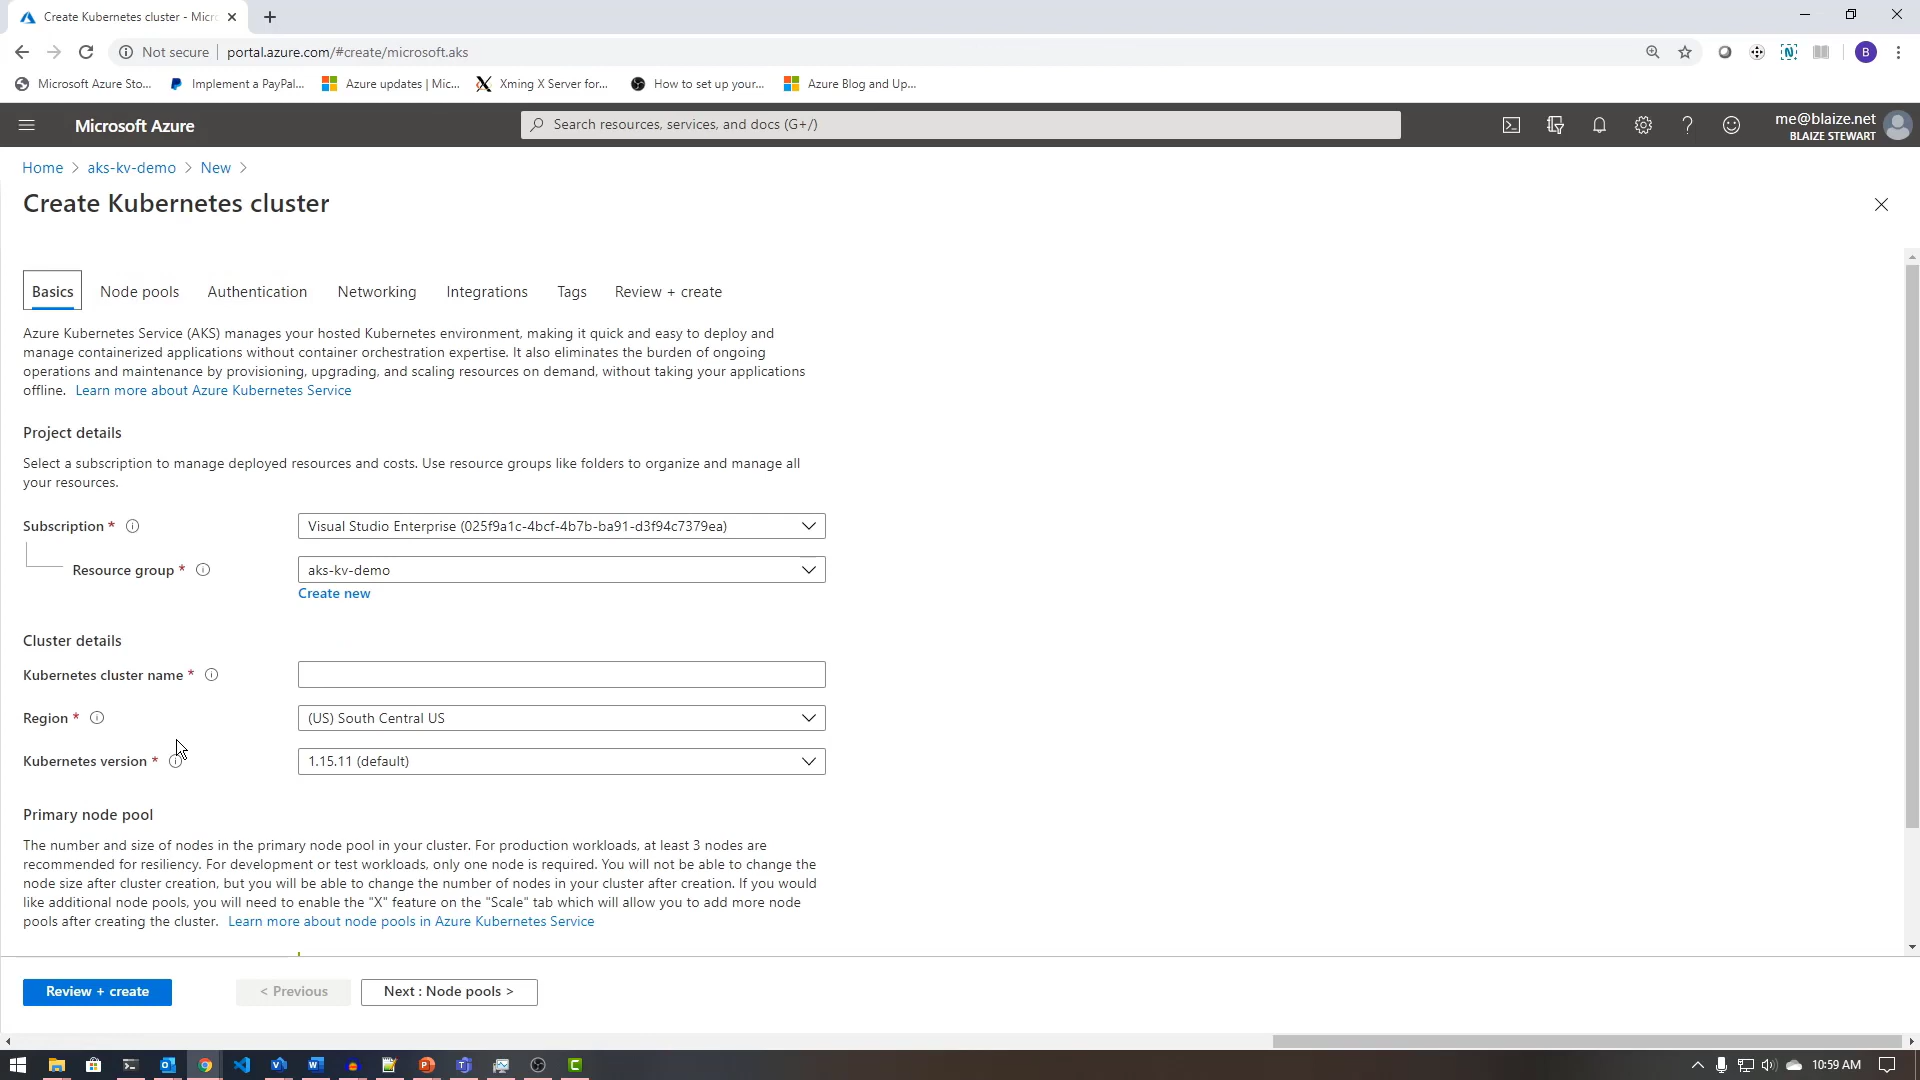 Create Kubernetes cluster - Micr
Not secure
portal.azure.com/#create/microsoft.aks
B
Microsoft Azure Sto...
Implement a PayPal...
Azure updates | Mic...
Xming X Server for...
How to set up your...
Azure Blog and Up...
Microsoft Azure
Search resources, services, and docs (G+/)
me@blaize.net
BLAIZE STEWART
Home > aks-kv-demo > New >
Create Kubernetes cluster
Basics
Node pools
Authentication
Networking
Integrations
Tags
Review + create
Azure Kubernetes Service (AKS) manages your hosted Kubernetes environment, making it quick and easy to deploy and
manage containerized applications without container orchestration expertise. It also eliminates the burden of ongoing
operations and maintenance by provisioning, upgrading, and scaling resources on demand, without taking your applications
offline. Learn more about Azure Kubernetes Service
Project details
Select a subscription to manage deployed resources and costs. Use resource groups like folders to organize and manage all
your resources.
Subscription *
Visual Studio Enterprise (025f9a1c-4bcf-4b7b-ba91-d3f94c7379ea)
Resource group *
aks-kv-demo
Create new
Cluster details
Kubernetes cluster name *
Region *
(US) South Central US
Kubernetes version *
1.15.11 (default)
Primary node pool
The number and size of nodes in the primary node pool in your cluster. For production workloads, at least 3 nodes are
recommended for resiliency. For development or test workloads, only one node is required. You will not be able to change the
node size after cluster creation, but you will be able to change the number of nodes in your cluster after creation. If you would
like additional node pools, you will need to enable the "X" feature on the "Scale" tab which will allow you to add more node
pools after creating the cluster. Learn more about node pools in Azure Kubernetes Service
Review + create
< Previous
Next : Node pools >
10:59 AM